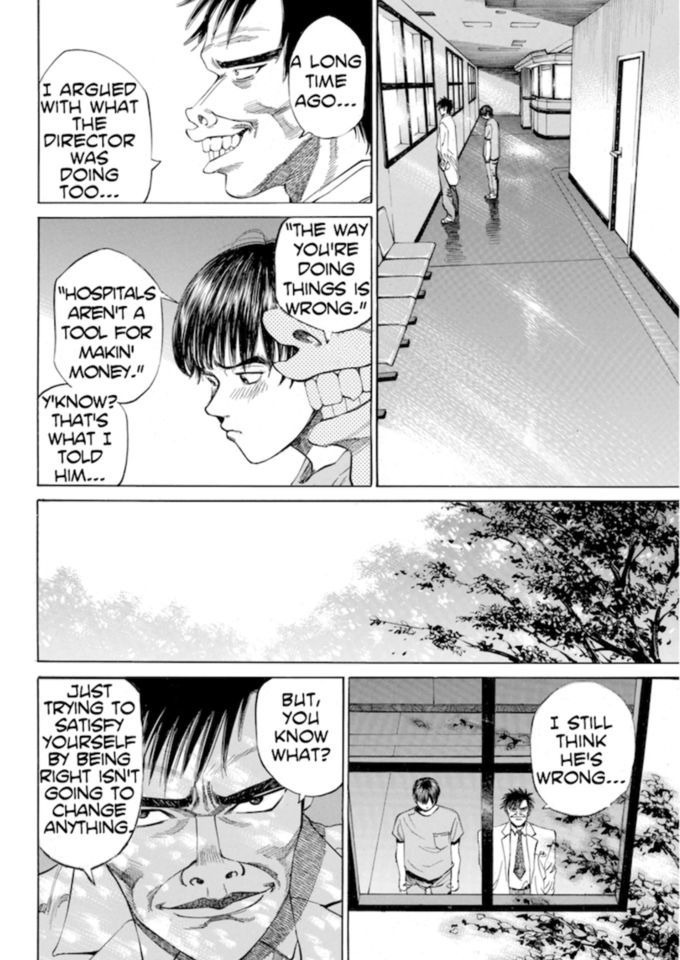 A LONG
TIME
AGO...
I ARGUED
WITH WHAT
THE
DIRECTOR
WAS
DOING
TOO...
"THE WAY
YOU'RE
DOING
THINGS IS
WRONG."
"HOSPITALS
AREN'T A
TOOL FOR
MAKIN'
MONEY."
Y'KNOW?
THAT'S
WHAT I
TOLD
HIM...
I STILL
THINK
HE'S
WRONG...
BUT,
YOU
KNOW
WHAT?
JUST
TRYING TO
SATISFY
YOURSELF
BY BEING
RIGHT ISN'T
GOING TO
CHANGE
ANYTHING.